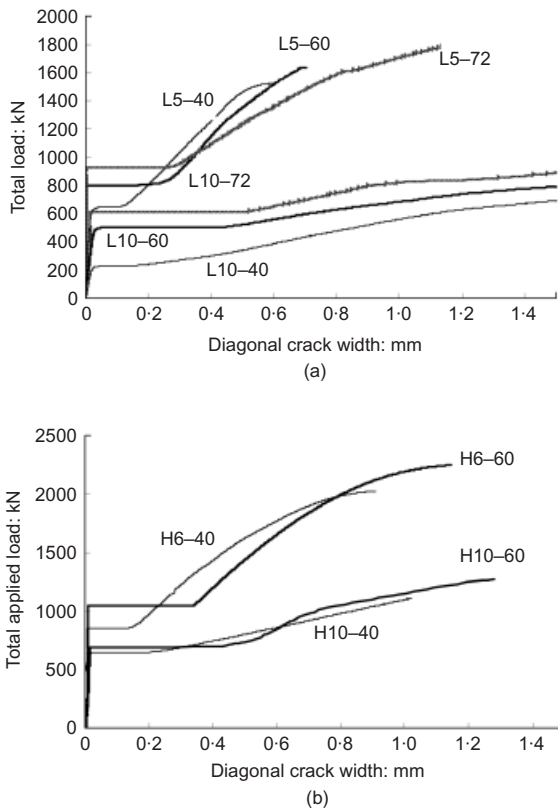 2000
1800
1600
1400
1200
1000
800
600
400
200
0
Total load: kN
L5–60
L5–72
L5–40
L10–72
L10–60
L10–40
0 0·2 0·4 0·6 0·8 1·0 1·2 1·4
Diagonal crack width: mm
(a)
2500
2000
1500
1000
500
0
Total applied load: kN
H6–60
H6–40
H10–60
H10–40
0 0·2 0·4 0·6 0·8 1·0 1·2 1·4
Diagonal crack width: mm
(b)